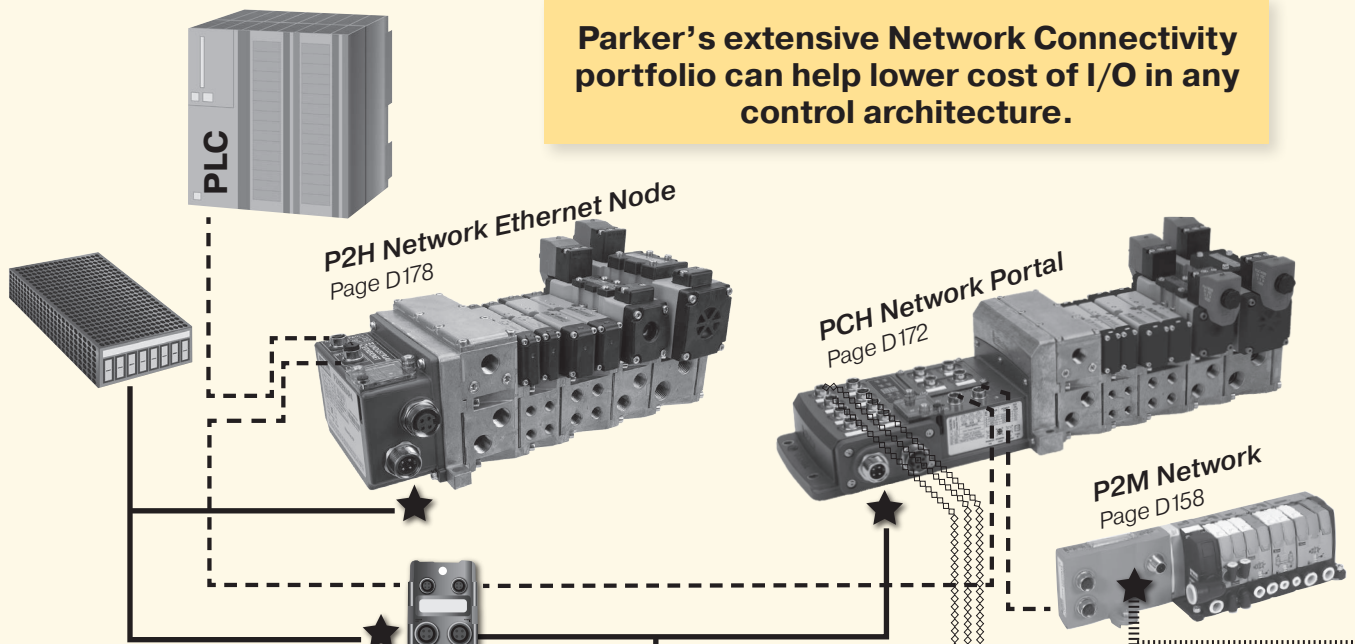 Parker's extensive Network Connectivity
portfolio can help lower cost of I/O in any
control architecture.
PLC
P2H Network Ethernet Node
Page D178
PCH Network Portal
Page D172
P2M Network
Page D158